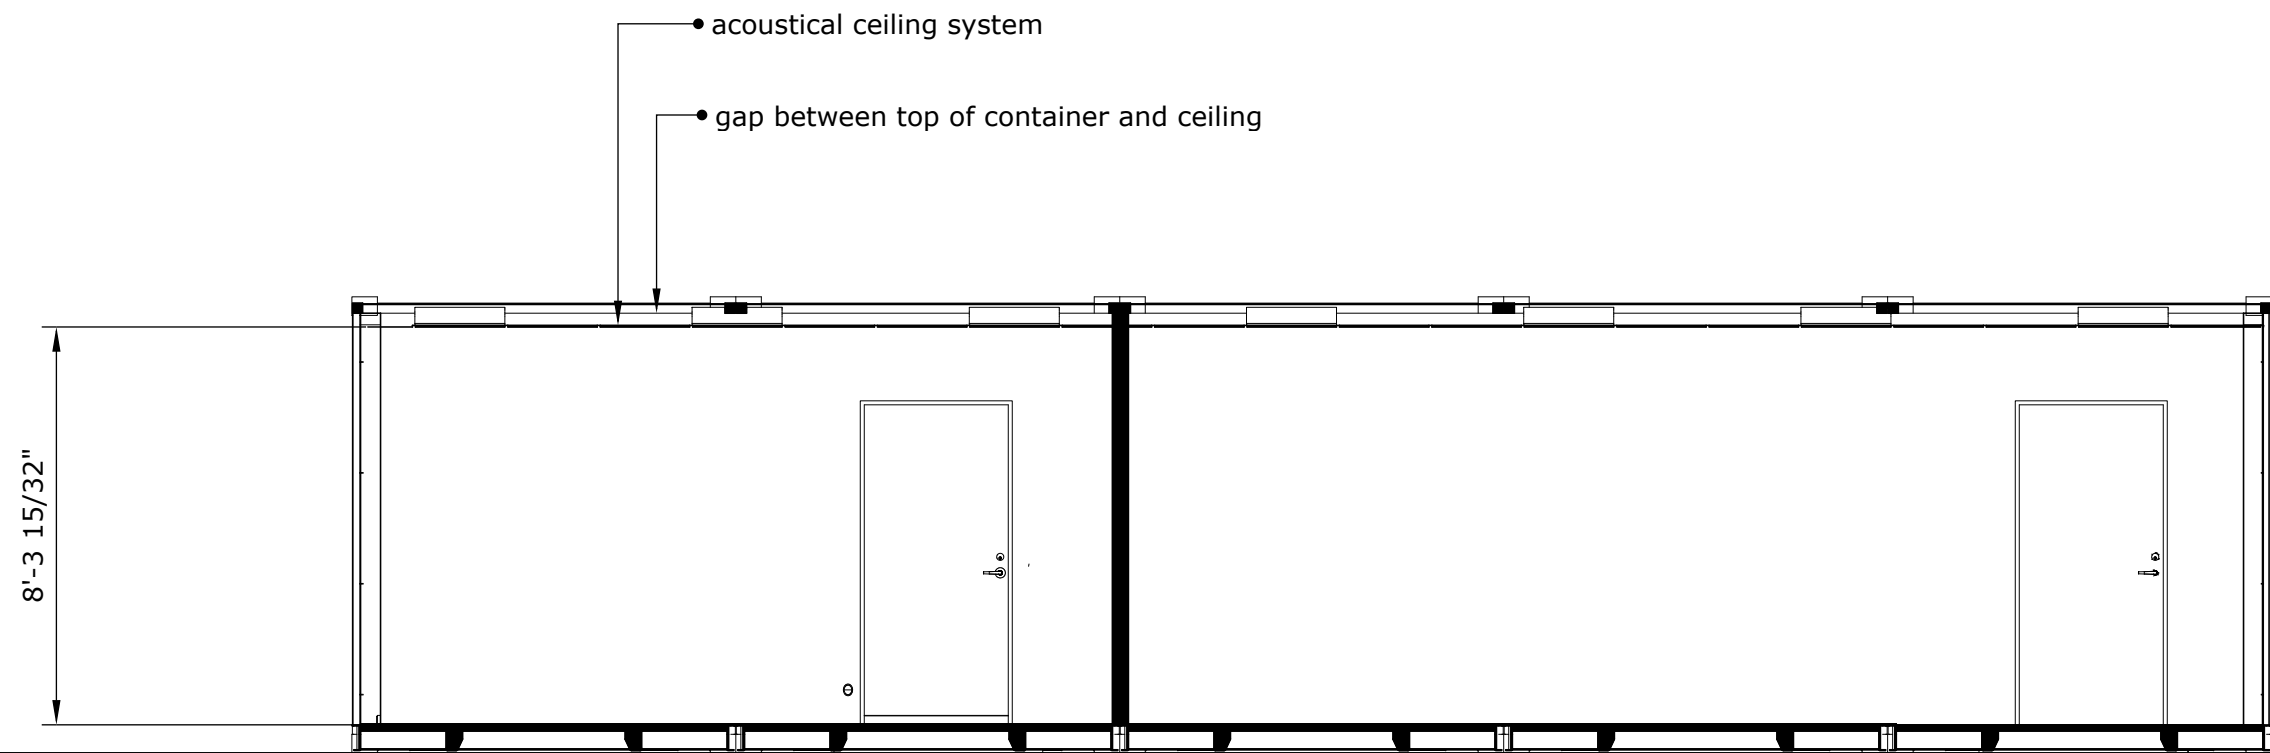 acoustical ceiling system
gap between top of container and ceiling
8'-3 15/32"